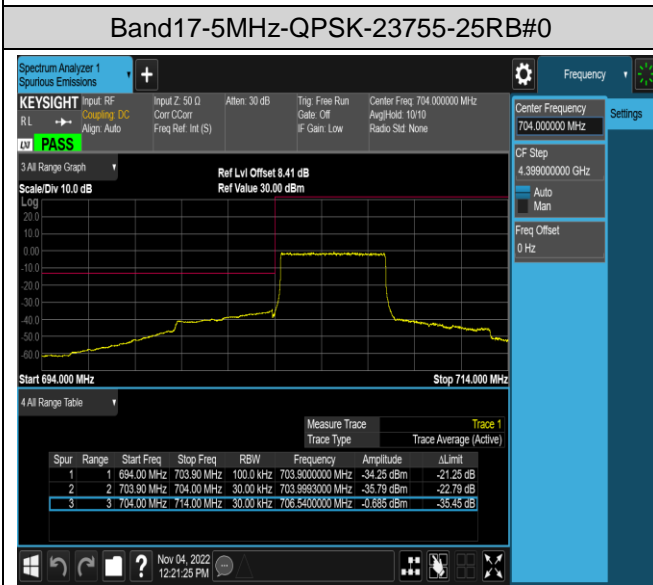 Band17-5MHz-QPSK-23755-25RB#0
Spectrum Analyzer 1
Spurious Emissions
+
Frequency
KEYSIGHT
RL
LXI
PASS
Input: RF
Coupling: DC
Align: Auto
Input Z: 50 Ω
Corr CCorr
Freq Ref: Int (S)
Atten: 30 dB
Trig: Free Run
Gate: Off
IF Gain: Low
Center Freq: 704.000000 MHz
Avg|Hold: 10/10
Radio Std: None
Center Frequency
704.000000 MHz
Settings
CF Step
4.399000000 GHz
Auto
Man
Freq Offset
0 Hz
3 All Range Graph
Ref Lvl Offset 8.41 dB
Scale/Div 10.0 dB
Ref Value 30.00 dBm
Log
20.0
10.0
0.00
-10.0
-20.0
-30.0
-40.0
-50.0
-60.0
Start 694.000 MHz
Stop 714.000 MHz
4 All Range Table
Measure Trace Trace 1
Trace Type Trace Average (Active)
Spur Range Start Freq Stop Freq RBW Frequency Amplitude ΔLimit
1 1 694.00 MHz 703.90 MHz 100.0 kHz 703.9000000 MHz -34.25 dBm -21.25 dB
2 2 703.90 MHz 704.00 MHz 30.00 kHz 703.9993000 MHz -35.79 dBm -22.79 dB
3 3 704.00 MHz 714.00 MHz 30.00 kHz 706.5400000 MHz -0.685 dBm -35.45 dB
?
Nov 04, 2022
12:21:25 PM